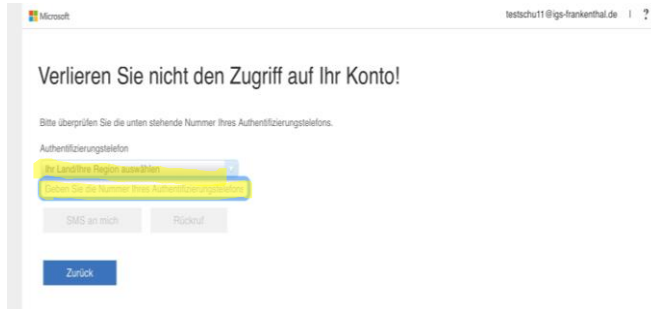 Microsoft
testschu11@igs-frankenthal.de | ?
Verlieren Sie nicht den Zugriff auf Ihr Konto!
Bitte überprüfen Sie die unten stehende Nummer Ihres Authentifizierungstelefons.
Authentifizierungstelefon
Ihr Land/Ihre Region auswählen
Geben Sie die Nummer Ihres Authentifizierungstelefons
SMS an mich Rückruf
Zurück